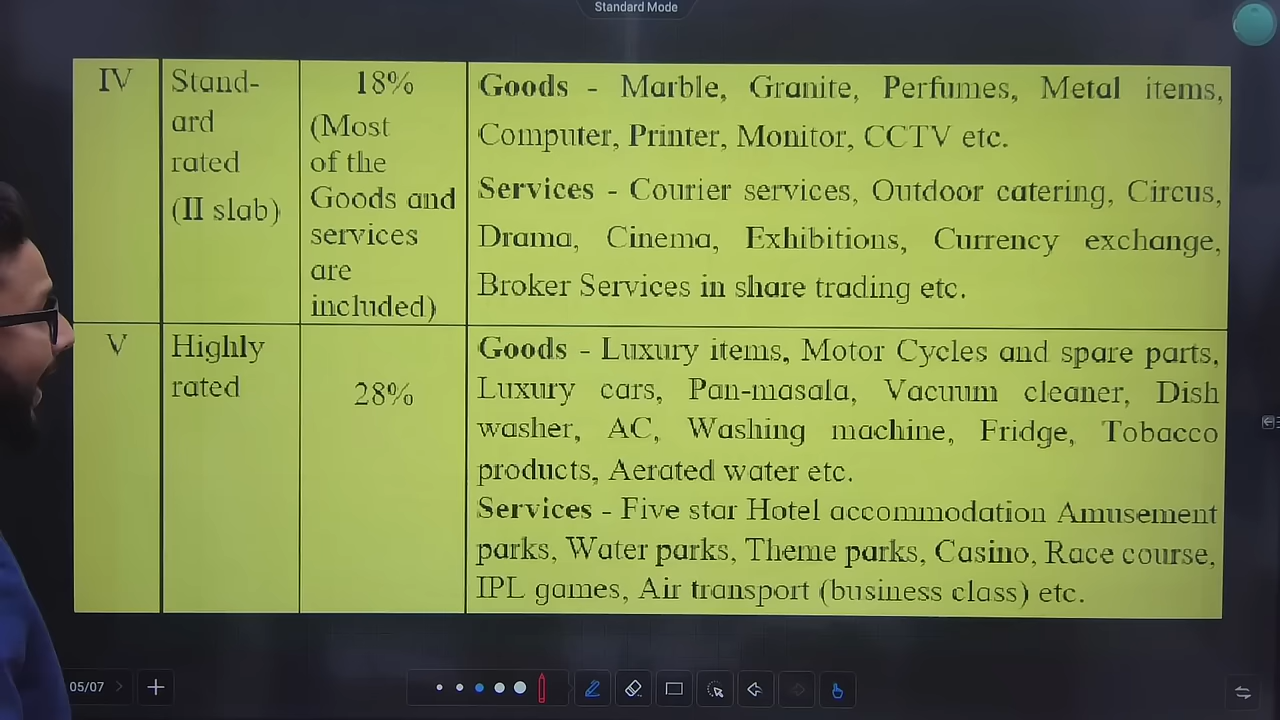 Standard Mode
IV Stand- 18% Goods - Marble, Granite, Perfumes, Metal items,
ard (Most Computer, Printer, Monitor, CCTV etc.
rated of the Services - Courier services, Outdoor catering, Circus,
(II slab) Goods and Drama, Cinema, Exhibitions, Currency exchange,
services Broker Services in share trading etc.
are
included)
V Highly 28% Goods - Luxury items, Motor Cycles and spare parts,
rated Luxury cars, Pan-masala, Vacuum cleaner, Dish
washer, AC, Washing machine, Fridge, Tobacco
products, Aerated water etc.
Services - Five star Hotel accommodation Amusement
parks, Water parks, Theme parks, Casino, Race course,
IPL games, Air transport (business class) etc.
05/07